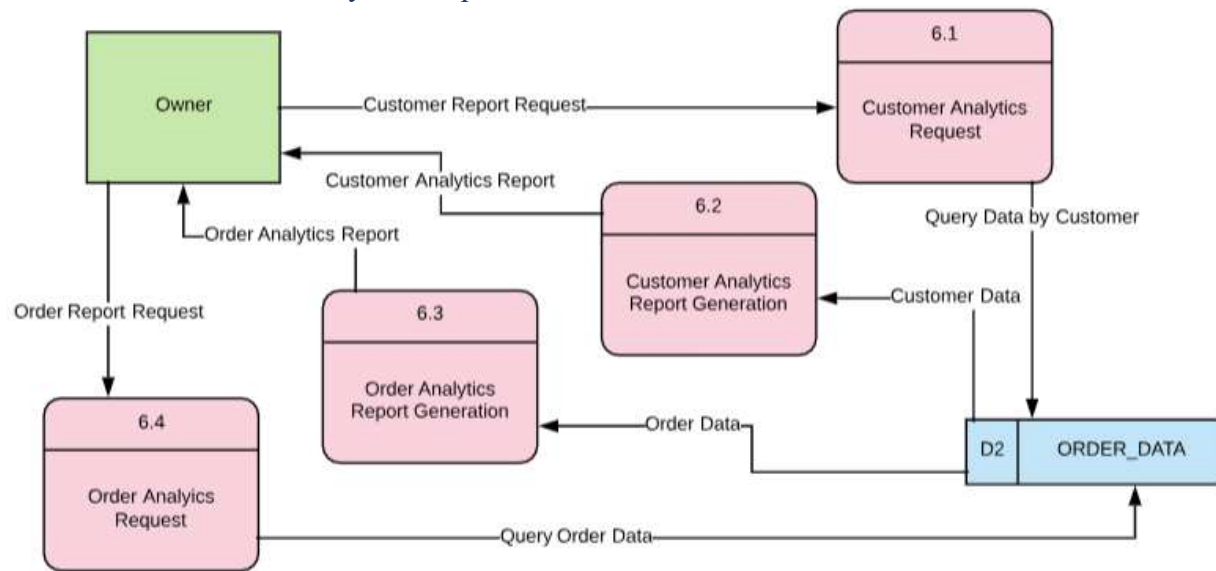 6.1
Owner
Customer Report Request
Customer Analytics
Request
Customer Analytics Report
6.2
Query Data by Customer
Order Analytics Report
Customer Analytics
Report Generation
Customer Data
Order Report Request
6.3
Order Analytics
Report Generation
6.4
Order Data
D2
ORDER_DATA
Order Analyics
Request
Query Order Data